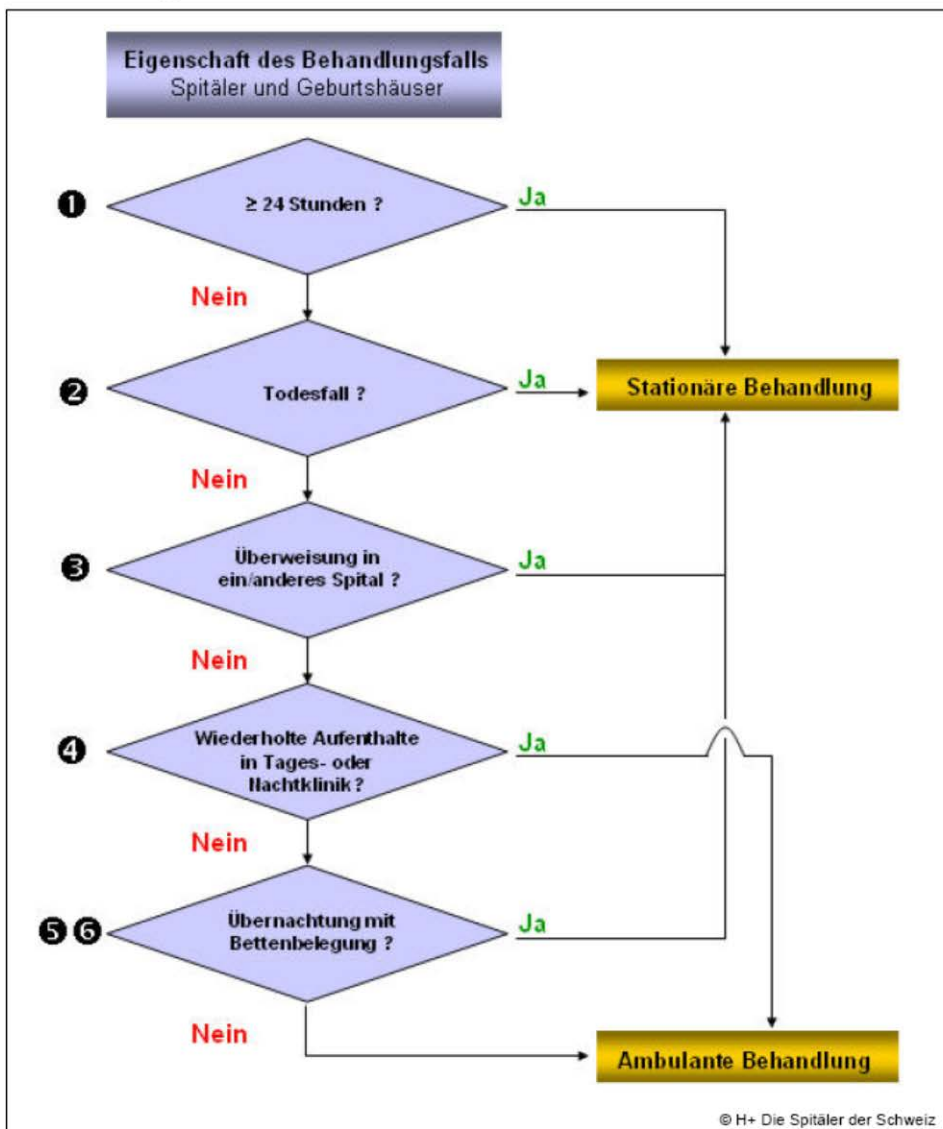 Eigenschaft des Behandlungsfalls
Spitäler und Geburtshäuser
❶
≥ 24 Stunden ?
Ja
Nein
❷
Todesfall ?
Ja
Stationäre Behandlung
Nein
❸
Überweisung in
ein/anderes Spital ?
Ja
Nein
❹
Wiederholte Aufenthalte
in Tages- oder
Nachtklinik ?
Ja
Nein
❺ ❻
Übernachtung mit
Bettenbelegung ?
Ja
Nein
Ambulante Behandlung
© H+ Die Spitäler der Schweiz